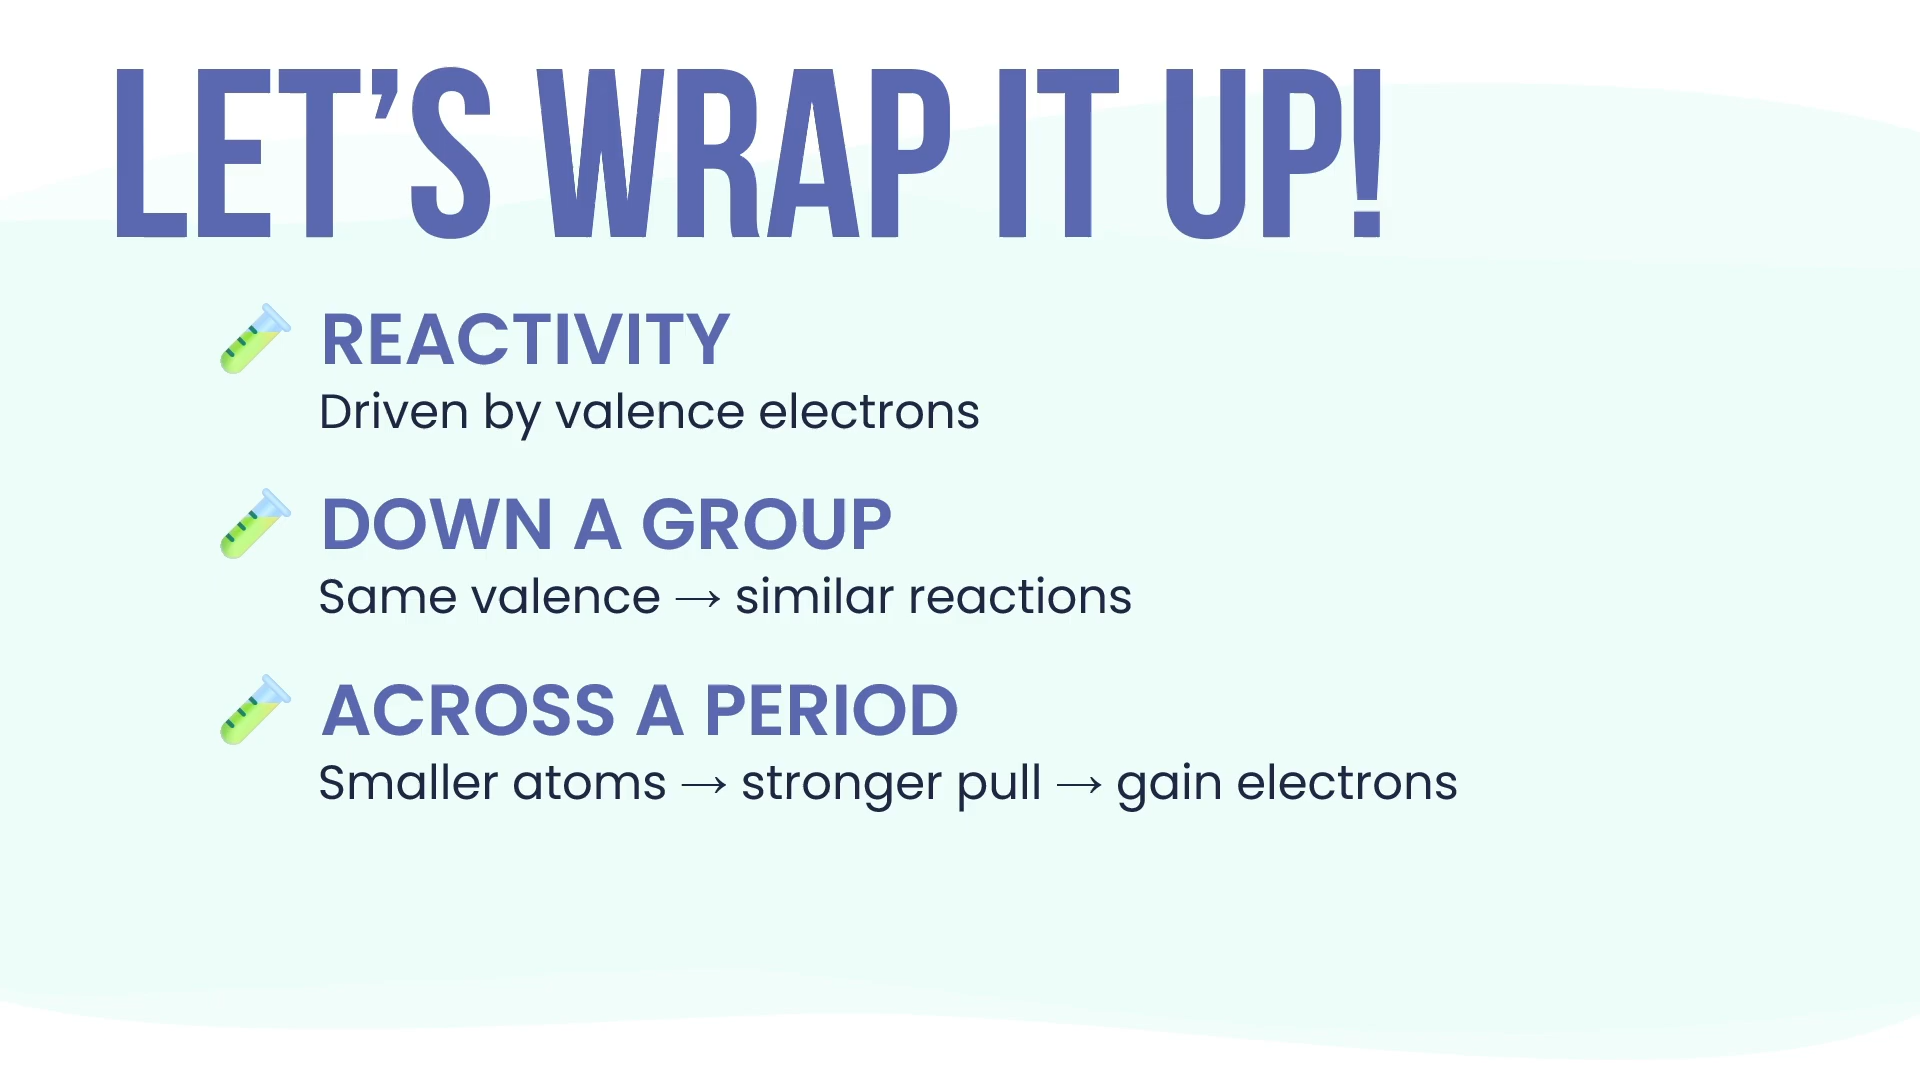 LET’S WRAP IT UP!
REACTIVITY
Driven by valence electrons
DOWN A GROUP
Same valence → similar reactions
ACROSS A PERIOD
Smaller atoms → stronger pull → gain electrons